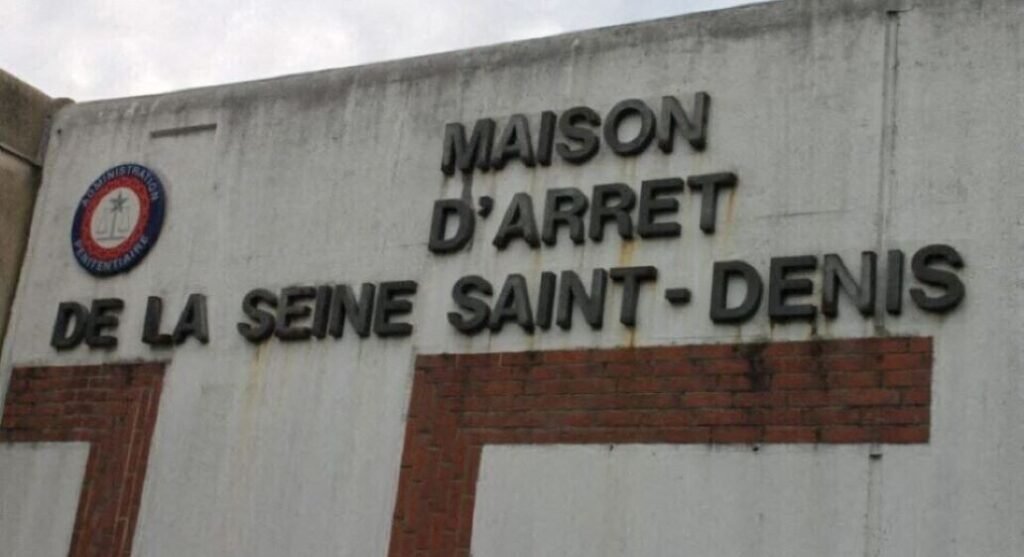 MAISON
D'ARRET
DE LA SEINE SAINT-DENIS
ADMINISTRATION
PENITENTIAIRE